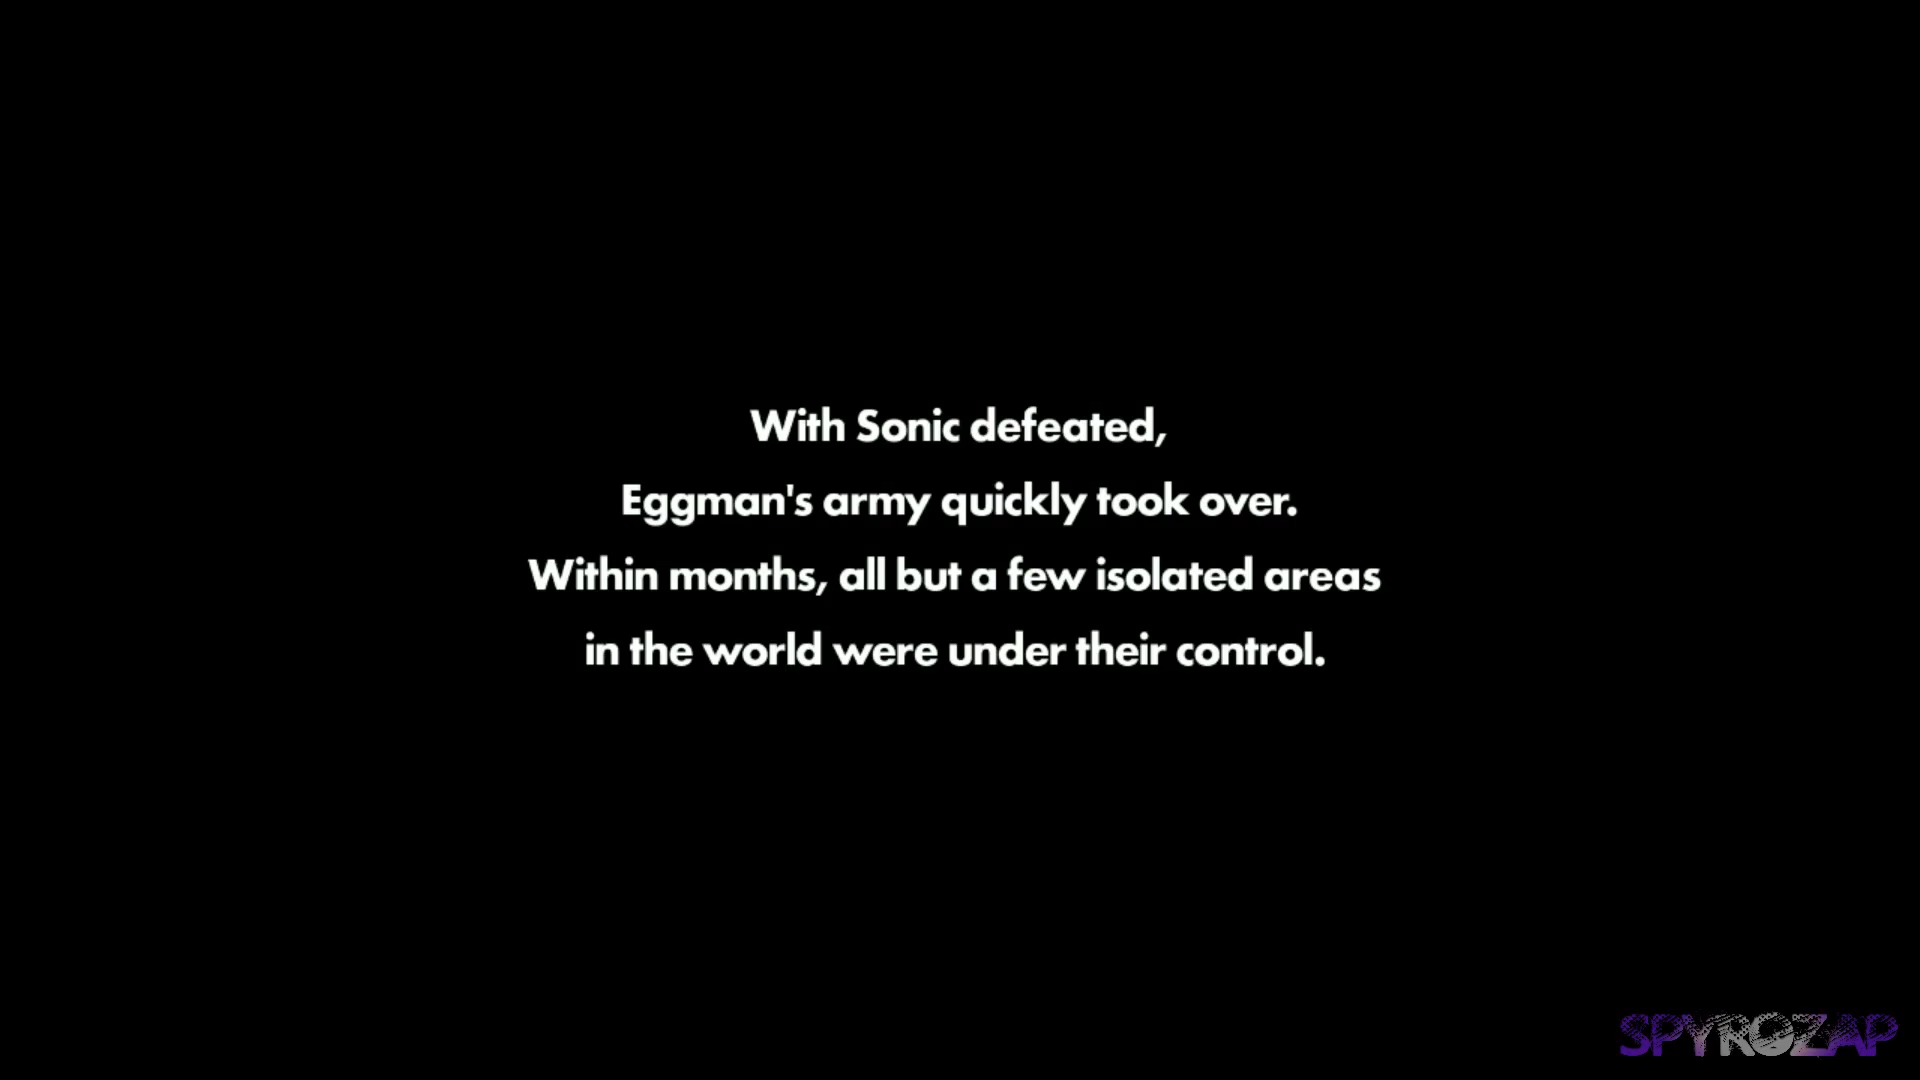 With Sonic defeated,
Eggman's army quickly took over.
Within months, all but a few isolated areas
in the world were under their control.
SPYROZAP